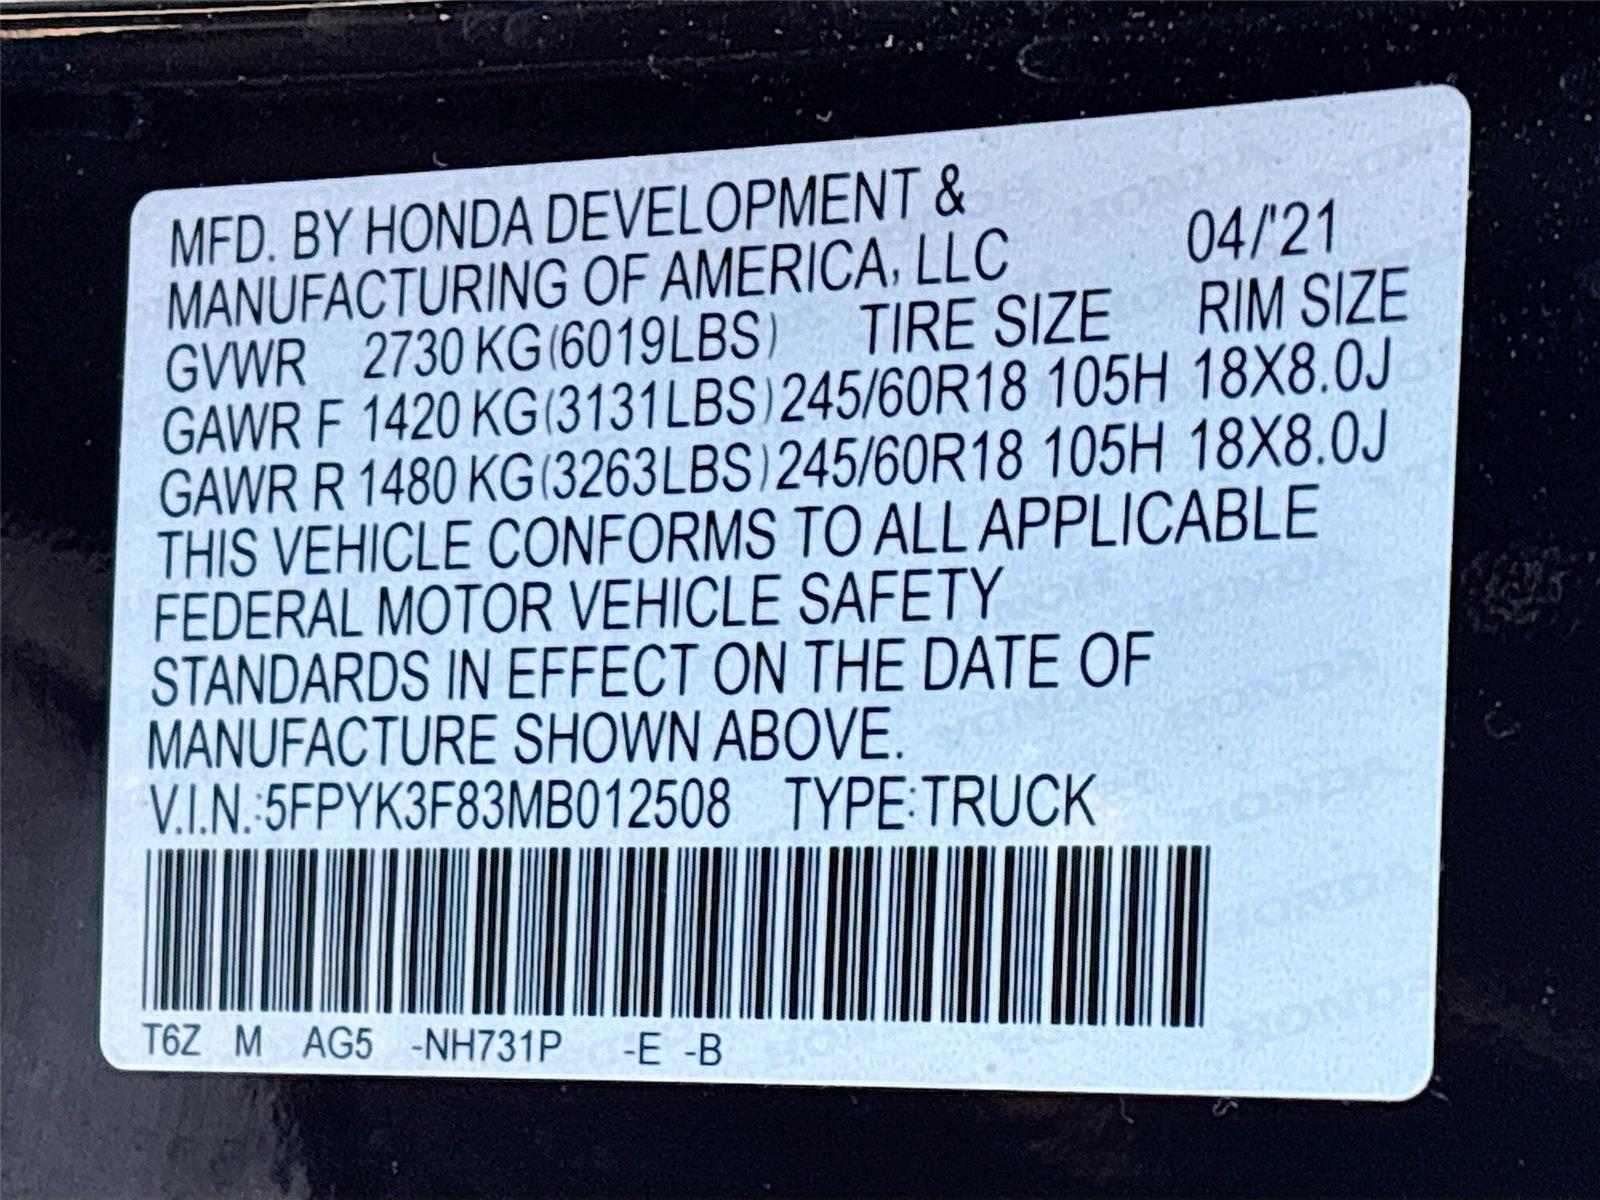 MFD. BY HONDA DEVELOPMENT &
MANUFACTURING OF AMERICA, LLC 04/'21
GVWR 2730 KG(6019LBS) TIRE SIZE RIM SIZE
GAWR F 1420 KG(3131LBS) 245/60R18 105H 18X8.0J
GAWR R 1480 KG(3263LBS) 245/60R18 105H 18X8.0J
THIS VEHICLE CONFORMS TO ALL APPLICABLE
FEDERAL MOTOR VEHICLE SAFETY
STANDARDS IN EFFECT ON THE DATE OF
MANUFACTURE SHOWN ABOVE.
V.I.N.:5FPYK3F83MB012508 TYPE:TRUCK
T6Z M AG5 -NH731P -E -B